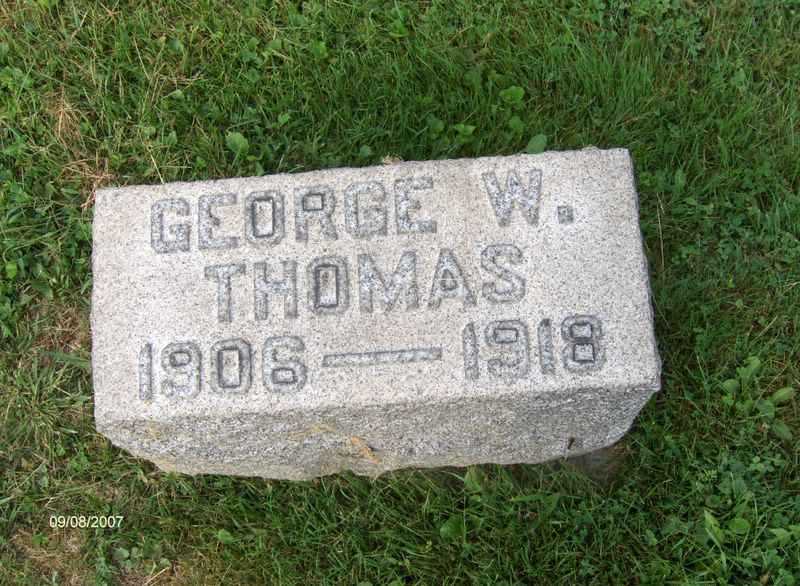 GEORGE W.
THOMAS
1906 — 1918
09/08/2007